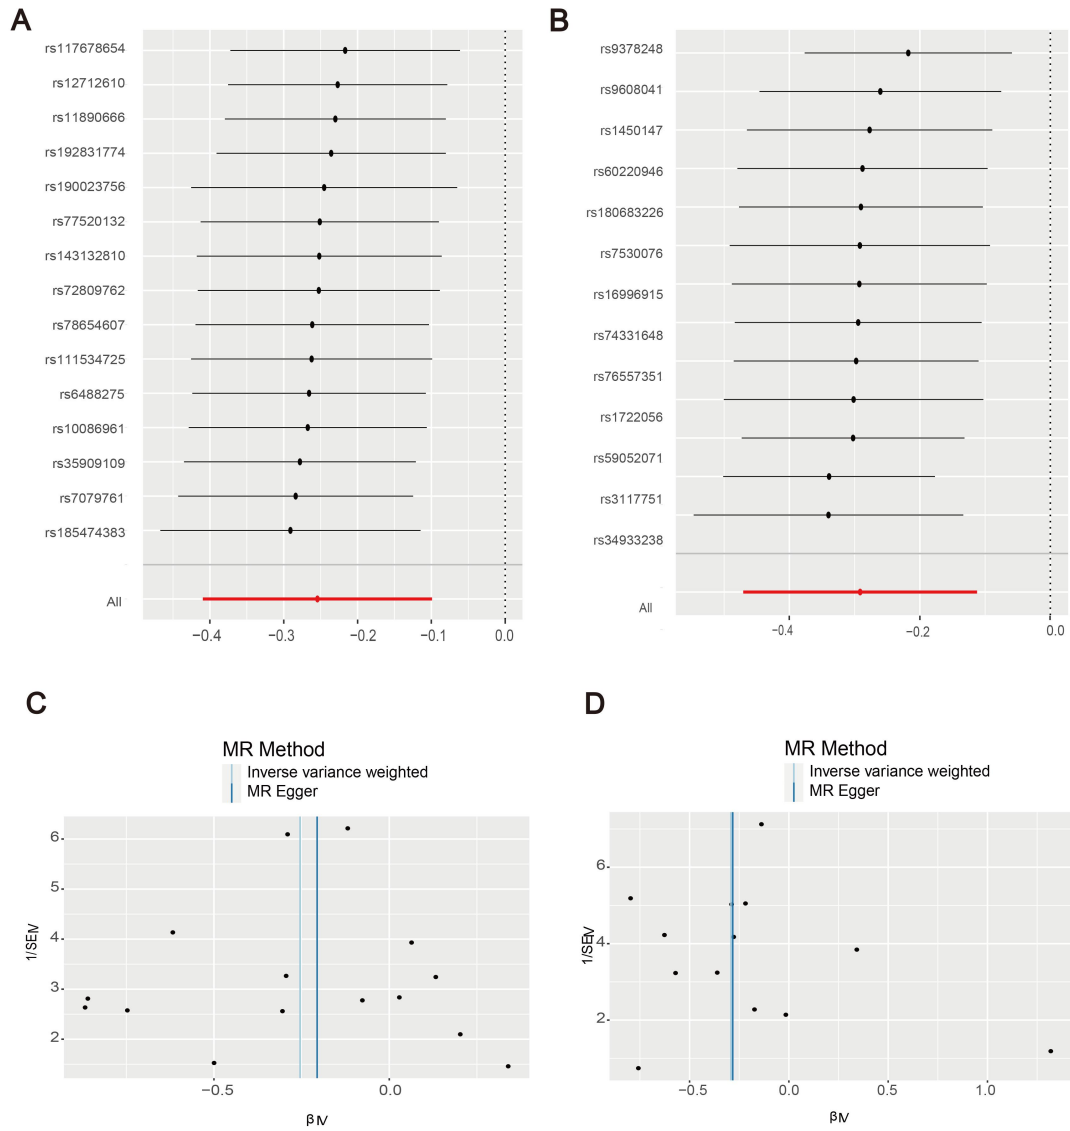 A
rs117678654
rs12712610
rs11890666
rs192831774
rs190023756
rs77520132
rs143132810
rs72809762
rs78654607
rs111534725
rs6488275
rs10086961
rs35909109
rs7079761
rs185474383
All
−0.4 −0.3 −0.2 −0.1 0.0
B
rs9378248
rs9608041
rs1450147
rs60220946
rs180683226
rs7530076
rs16996915
rs74331648
rs76557351
rs1722056
rs59052071
rs3117751
rs34933238
All
−0.4 −0.2 0.0
C
MR Method
Inverse variance weighted
MR Egger
1/SEIV
6
5
4
3
2
−0.5 0.0
βIV
D
MR Method
Inverse variance weighted
MR Egger
1/SEIV
6
4
2
−0.5 0.0 0.5 1.0
βIV